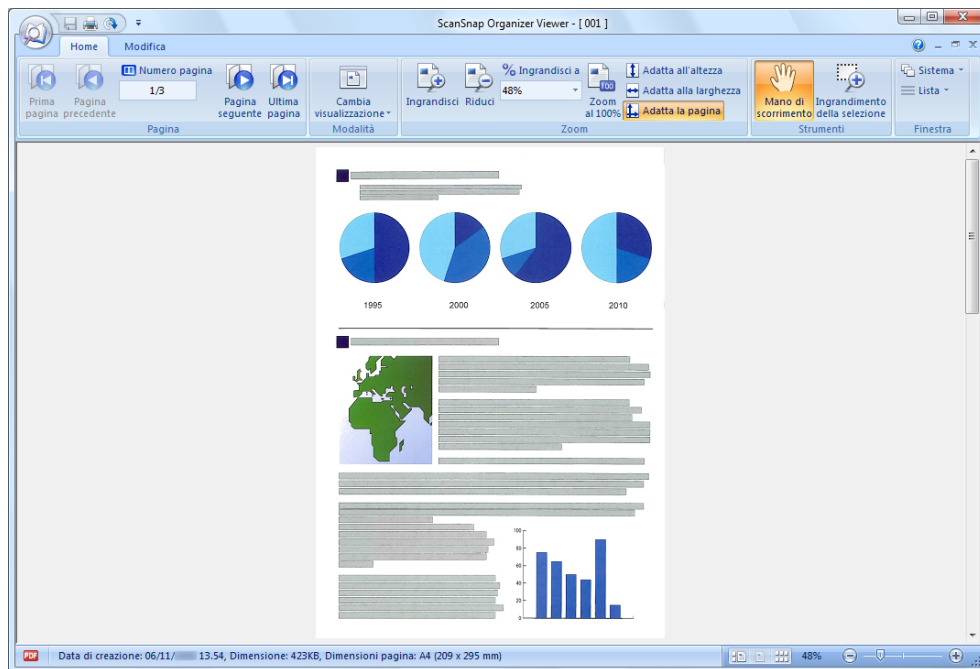 ScanSnap Organizer Viewer - [ 001 ]
Home Modifica
Prima pagina
Pagina precedente
Numero pagina
1/3
Pagina seguente
Ultima pagina
Pagina
Cambia visualizzazione
Modalità
Ingrandisci
Riduci
% Ingrandisci a
48%
Zoom al 100%
Adatta all'altezza
Adatta alla larghezza
Adatta la pagina
Zoom
Mano di scorrimento
Ingrandimento della selezione
Strumenti
Sistema
Lista
Finestra
1995 2000 2005 2010
100
80
60
40
20
0
PDF Data di creazione: 06/11/ 13.54, Dimensione: 423KB, Dimensioni pagina: A4 (209 x 295 mm) 48%